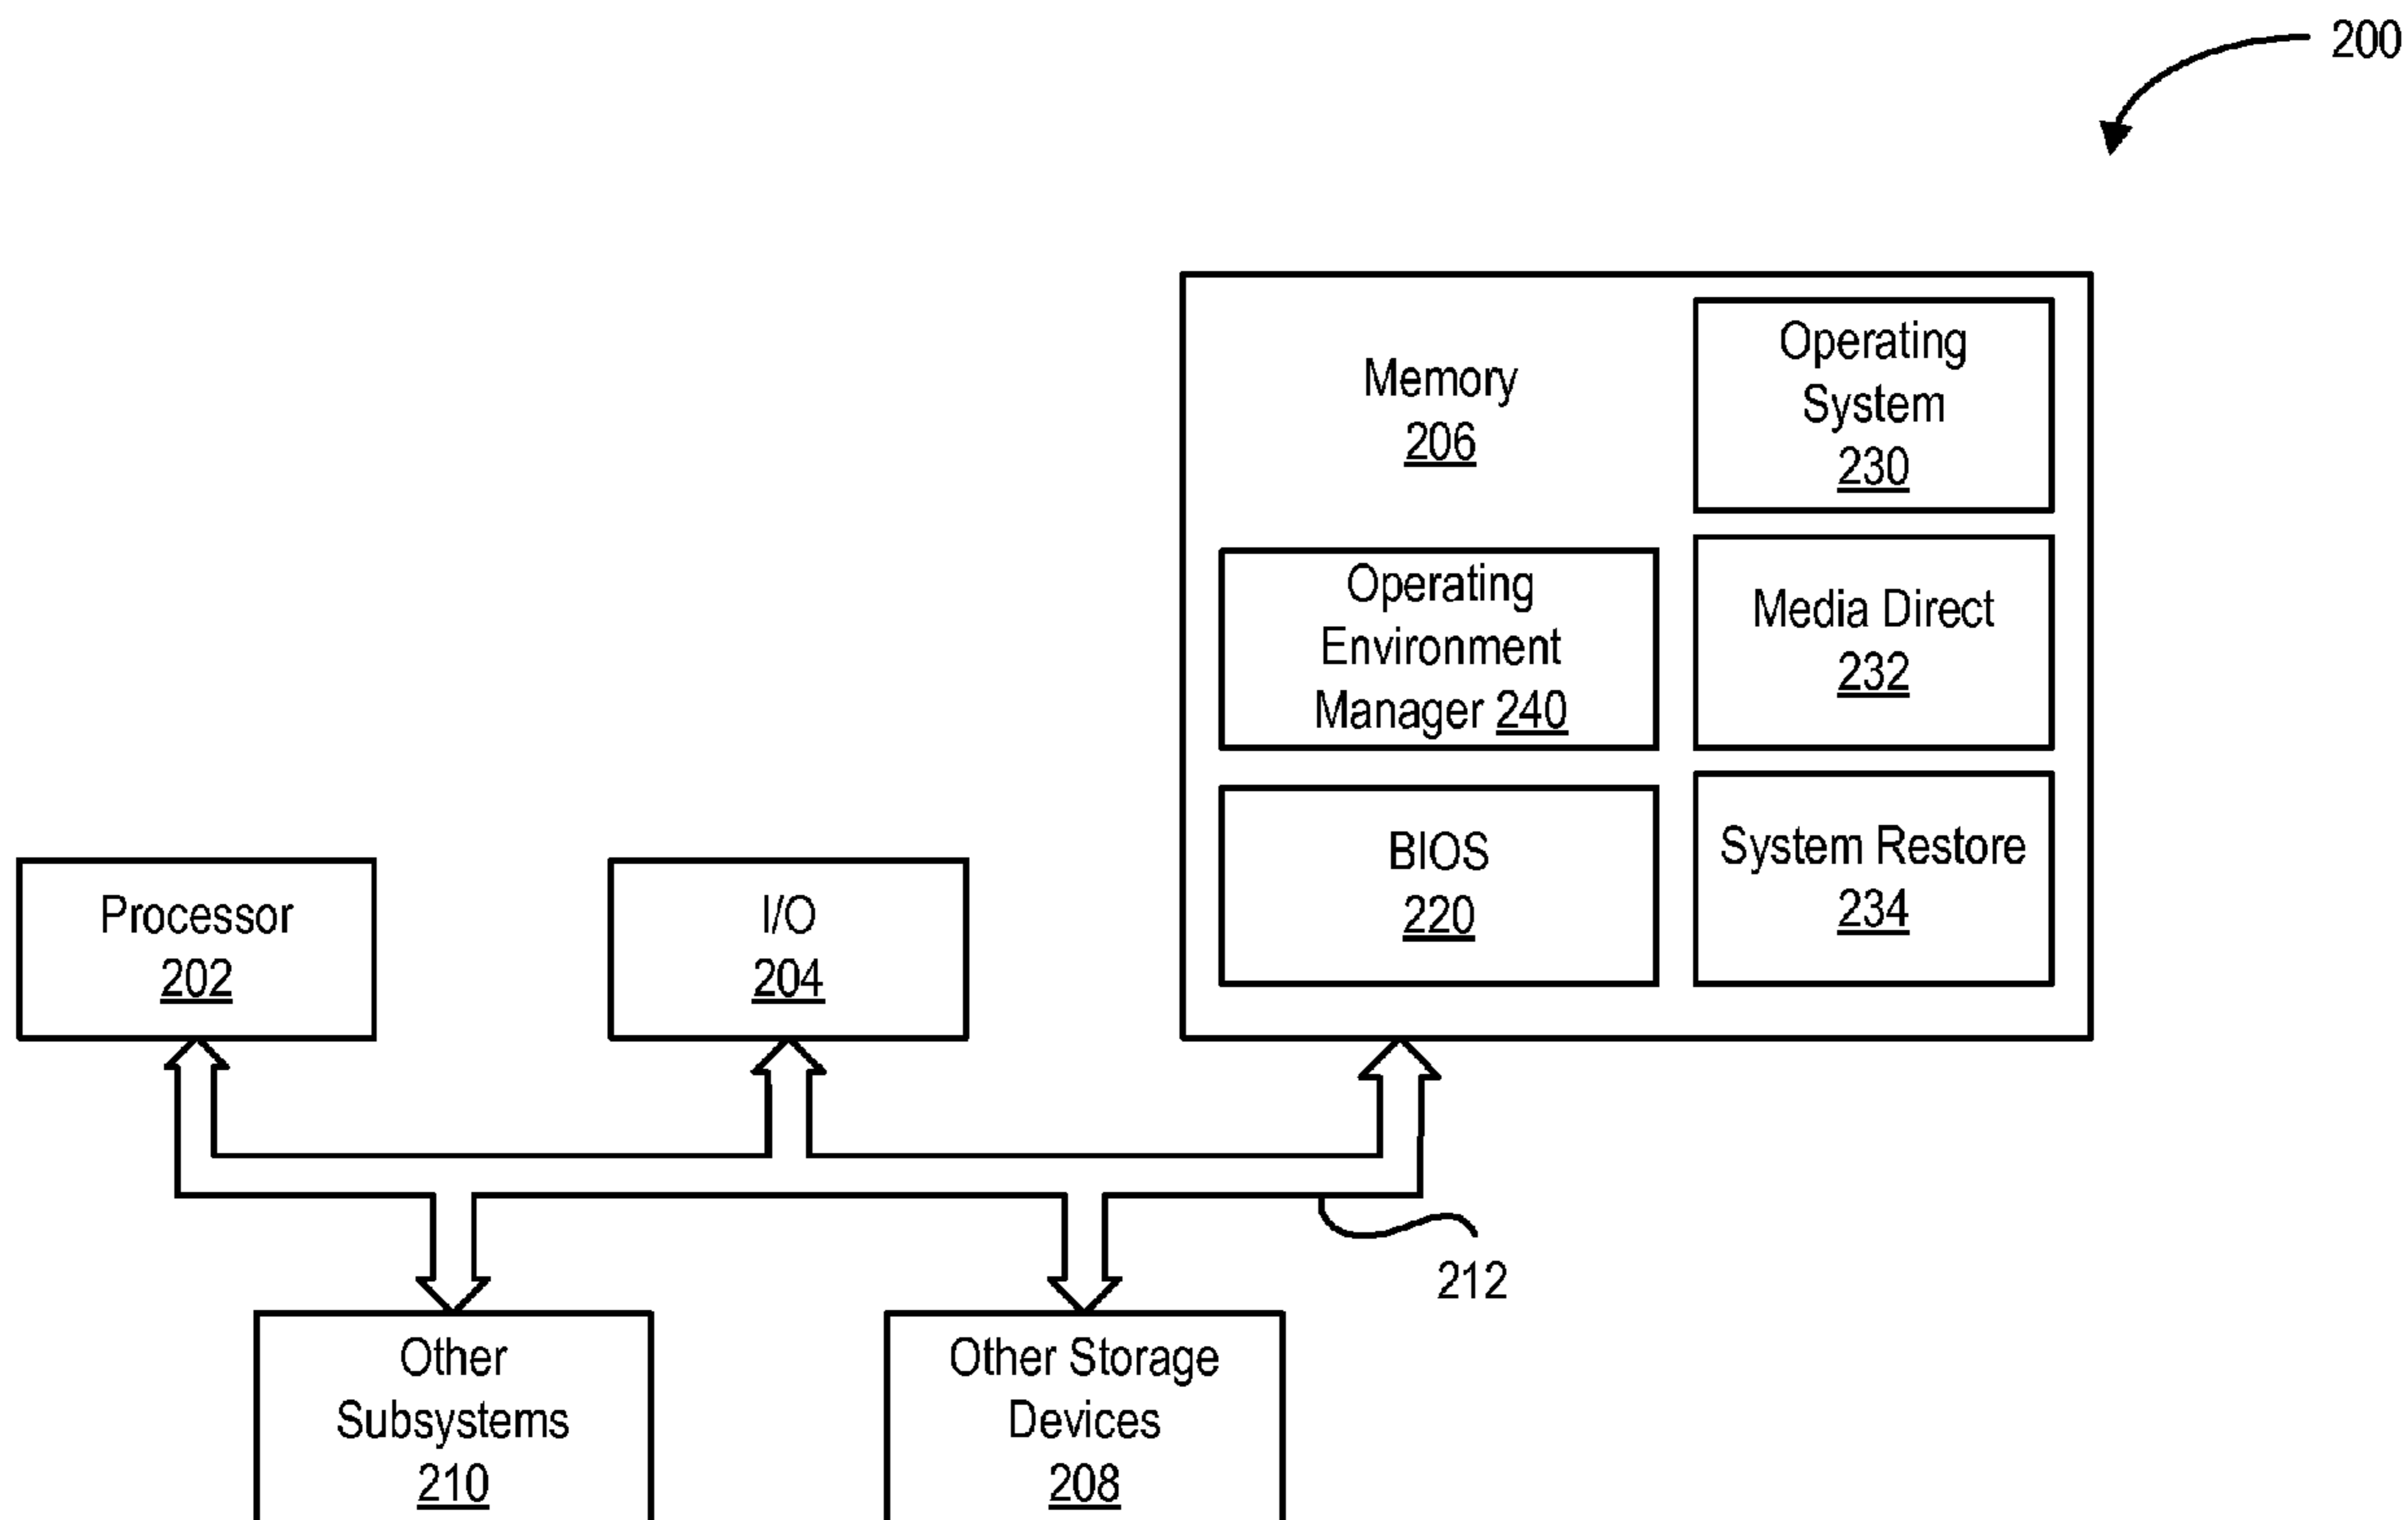 200
Memory
206
Operating
System
230
Operating
Environment
Manager 240
Media Direct
232
BIOS
220
System Restore
234
Processor
202
I/O
204
212
Other
Subsystems
210
Other Storage
Devices
208